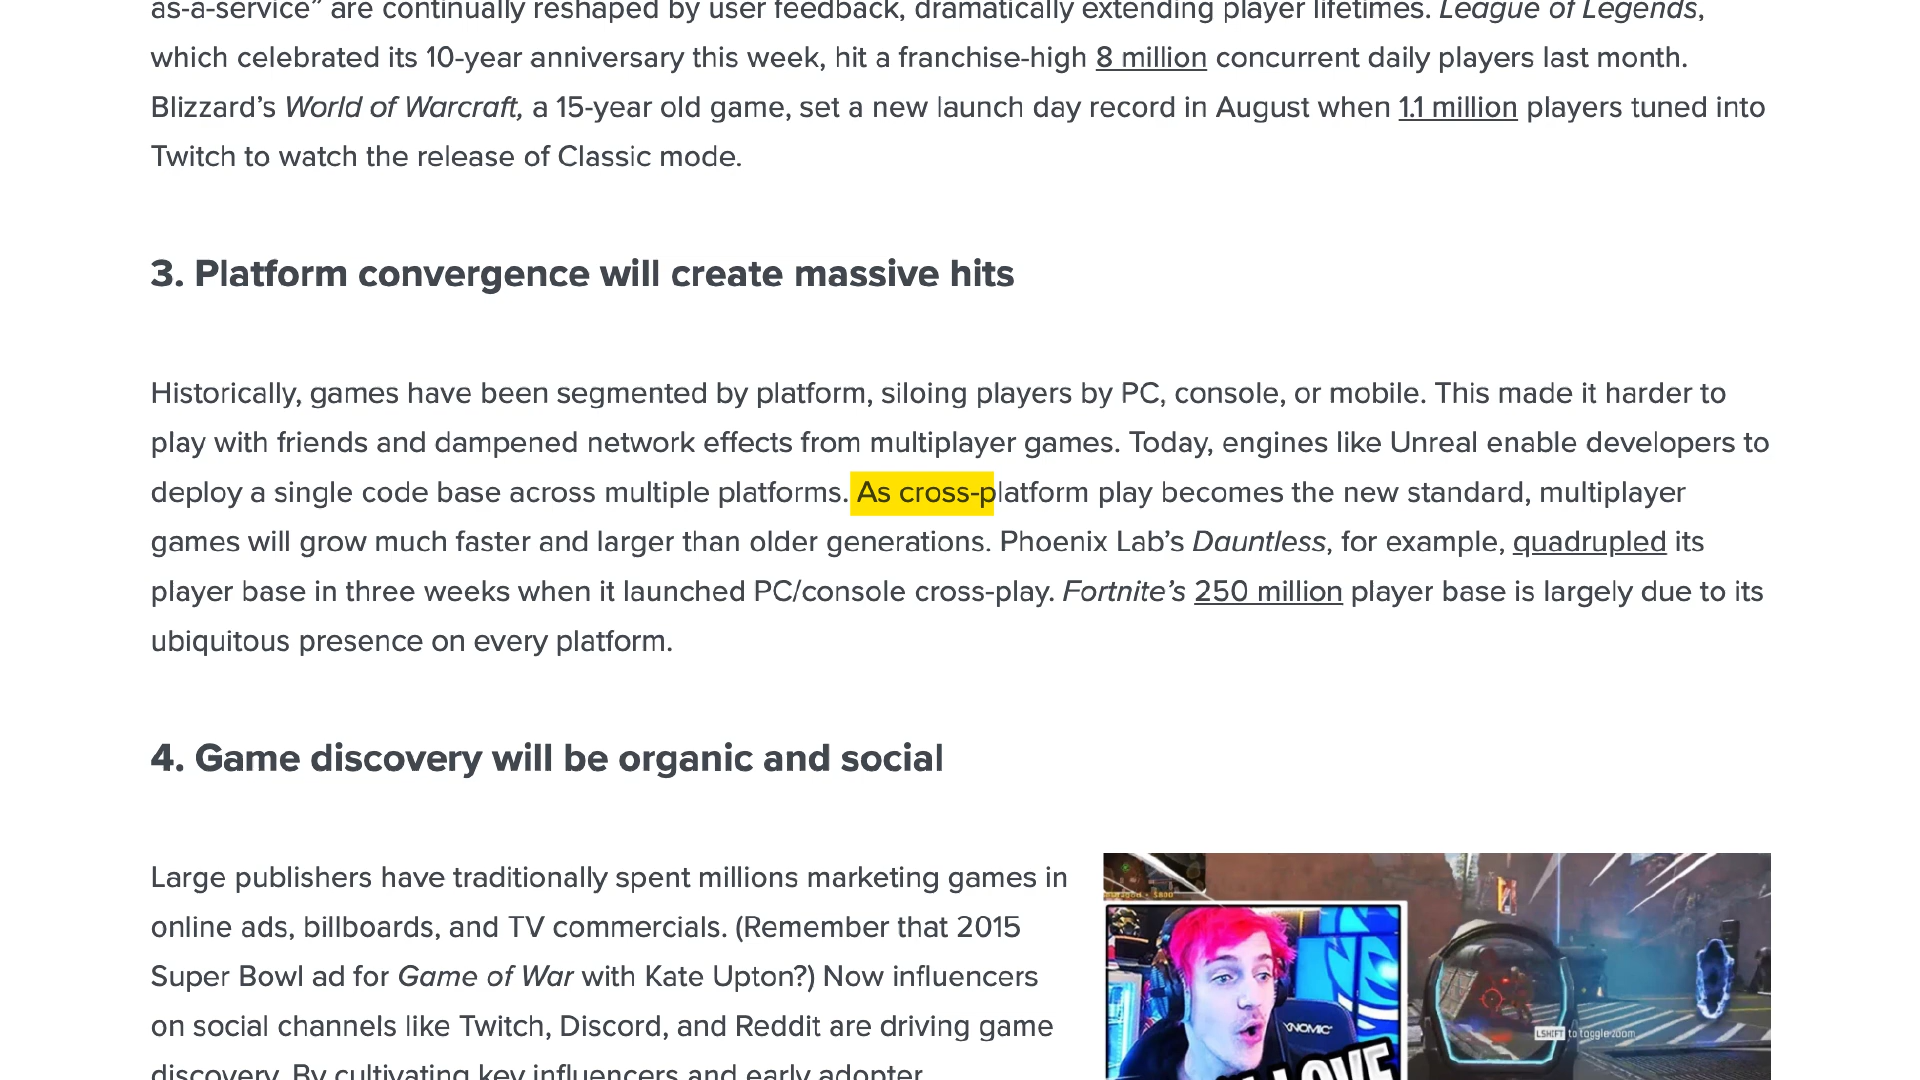 as-a-service” are continually reshaped by user feedback, dramatically extending player lifetimes. League of Legends,
which celebrated its 10-year anniversary this week, hit a franchise-high 8 million concurrent daily players last month.
Blizzard’s World of Warcraft, a 15-year old game, set a new launch day record in August when 1.1 million players tuned into
Twitch to watch the release of Classic mode.
3. Platform convergence will create massive hits
Historically, games have been segmented by platform, siloing players by PC, console, or mobile. This made it harder to
play with friends and dampened network effects from multiplayer games. Today, engines like Unreal enable developers to
deploy a single code base across multiple platforms. As cross-platform play becomes the new standard, multiplayer
games will grow much faster and larger than older generations. Phoenix Lab’s Dauntless, for example, quadrupled its
player base in three weeks when it launched PC/console cross-play. Fortnite’s 250 million player base is largely due to its
ubiquitous presence on every platform.
4. Game discovery will be organic and social
Large publishers have traditionally spent millions marketing games in
online ads, billboards, and TV commercials. (Remember that 2015
Super Bowl ad for Game of War with Kate Upton?) Now influencers
on social channels like Twitch, Discord, and Reddit are driving game
discovery. By cultivating key influencers and early adopter
XNOMIC
LSHIFT to toggle zoom
LOVE